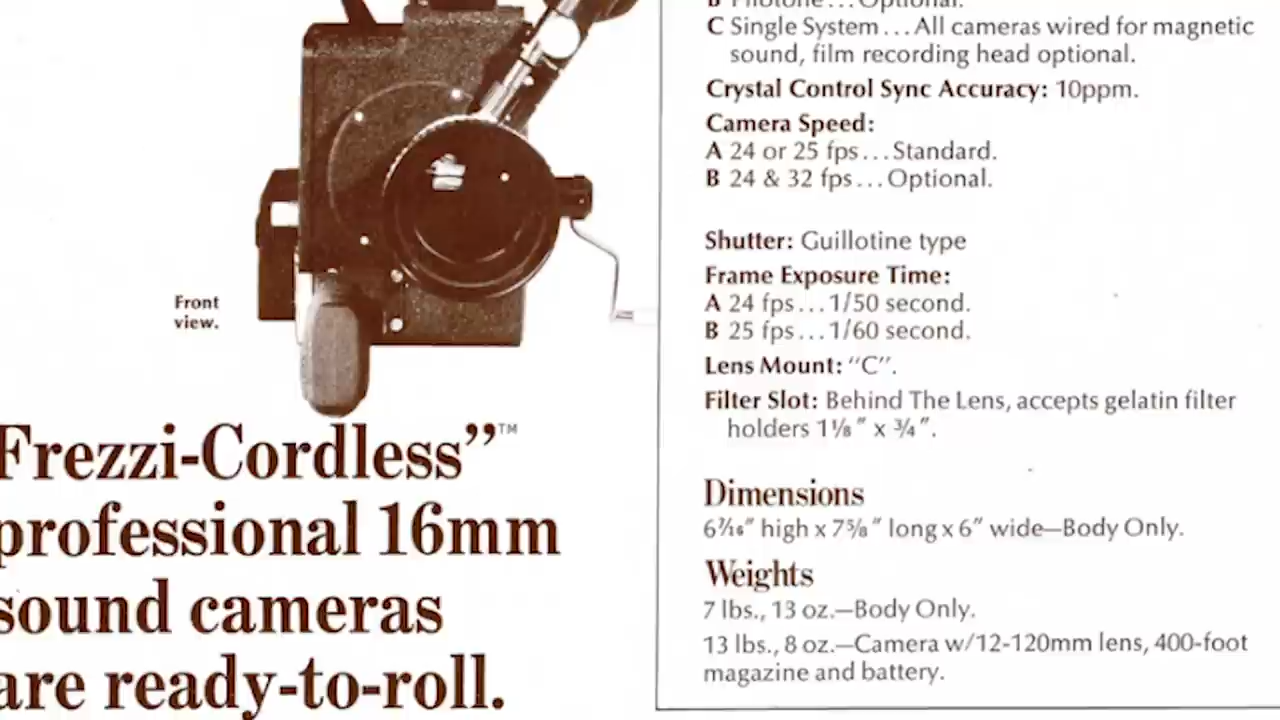 Front
view.
Frezzi-Cordless”™
professional 16mm
sound cameras
are ready-to-roll.
B Pilotone...Optional.
C Single System...All cameras wired for magnetic
sound, film recording head optional.
Crystal Control Sync Accuracy: 10ppm.
Camera Speed:
A 24 or 25 fps...Standard.
B 24 & 32 fps...Optional.
Shutter: Guillotine type
Frame Exposure Time:
A 24 fps...1/50 second.
B 25 fps...1/60 second.
Lens Mount: “C”.
Filter Slot: Behind The Lens, accepts gelatin filter
holders 1⅛” x ¾”.
Dimensions
63/16” high x 7⅝” long x 6” wide—Body Only.
Weights
7 lbs., 13 oz.—Body Only.
13 lbs., 8 oz.—Camera w/12-120mm lens, 400-foot
magazine and battery.